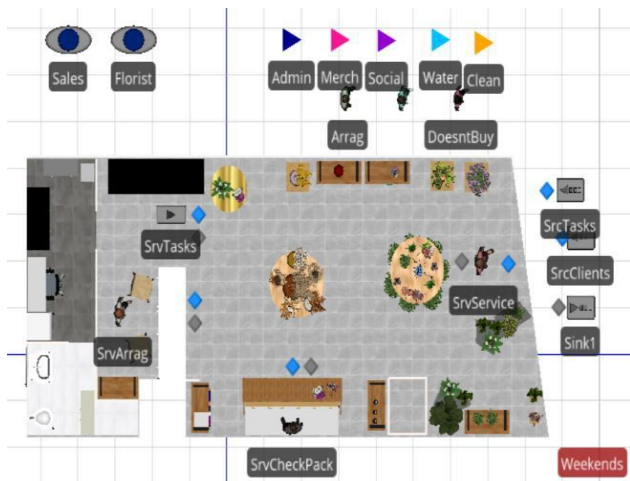 Sales
Florist
Admin
Merch
Social
Water
Clean
Arrag
DoesntBuy
SrvTasks
SrcTasks
SrcClients
SrvService
SrvArrag
Sink1
SrvCheckPack
Weekends